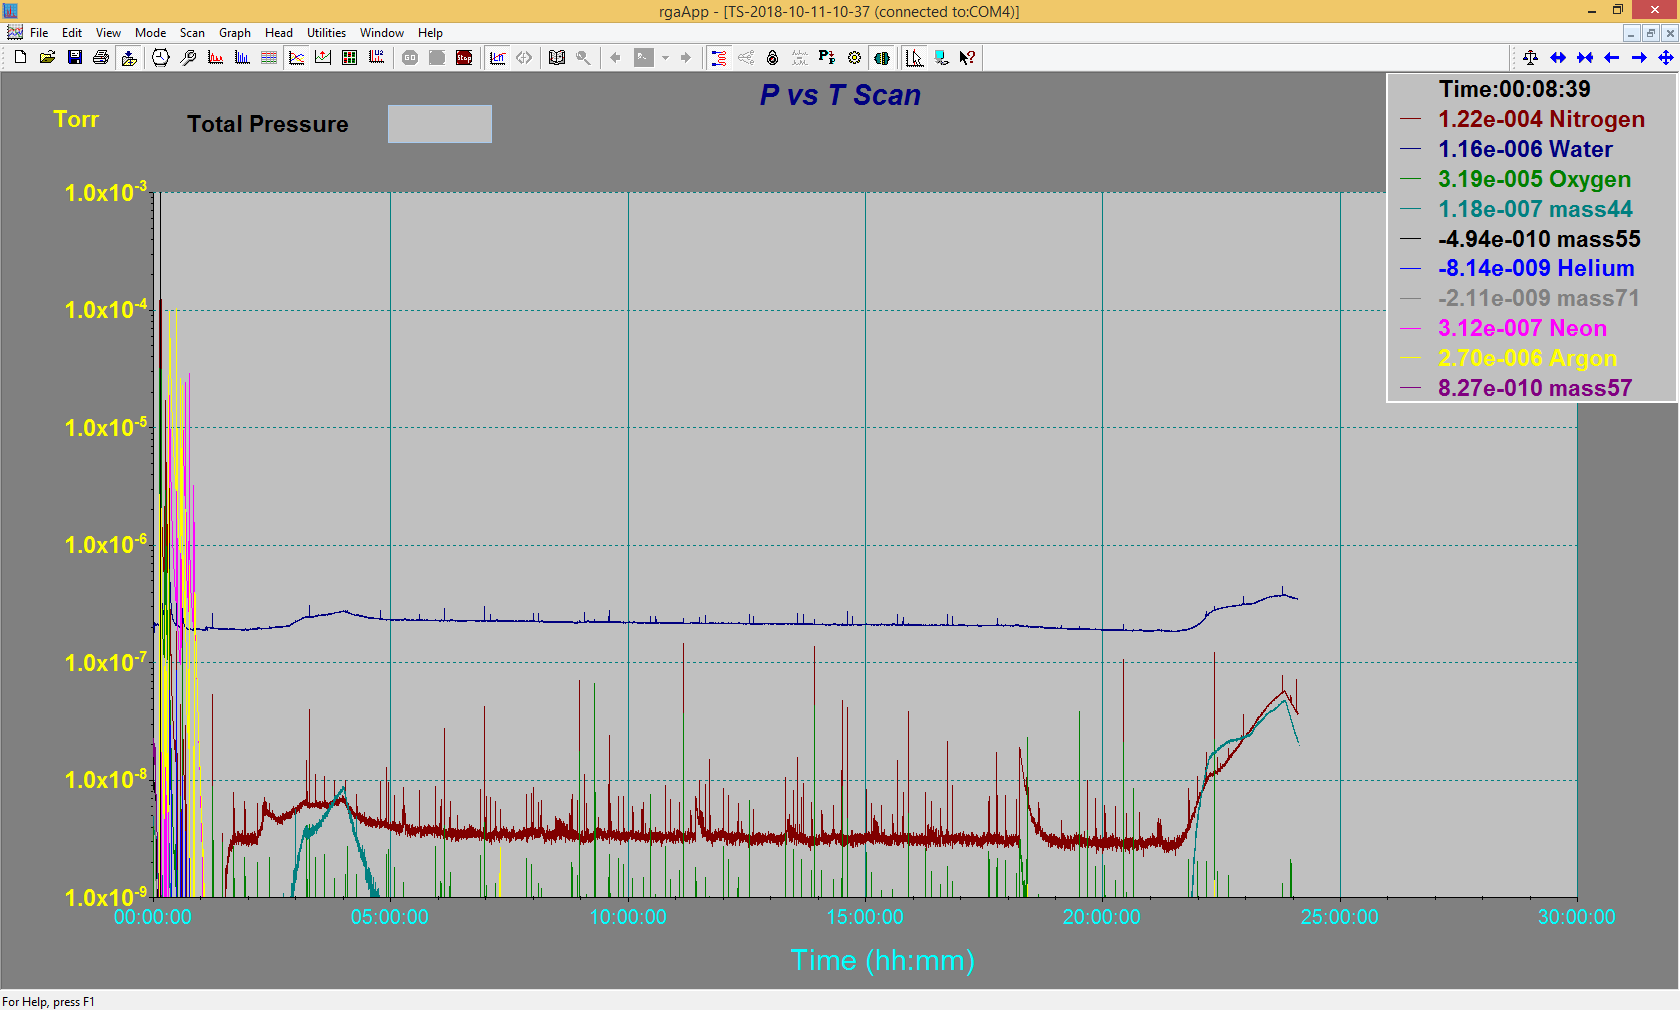 rgaApp - [TS-2018-10-11-10-37 (connected to:COM4)]
File Edit View Mode Scan Graph Head Utilities Window Help
GO Stop
P vs T Scan
Torr
Total Pressure
Time:00:08:39
1.22e-004 Nitrogen
1.16e-006 Water
3.19e-005 Oxygen
1.18e-007 mass44
-4.94e-010 mass55
-8.14e-009 Helium
-2.11e-009 mass71
3.12e-007 Neon
2.70e-006 Argon
8.27e-010 mass57
1.0x10-3
1.0x10-4
1.0x10-5
1.0x10-6
1.0x10-7
1.0x10-8
1.0x10-9
00:00:00 05:00:00 10:00:00 15:00:00 20:00:00 25:00:00 30:00:00
Time (hh:mm)
For Help, press F1